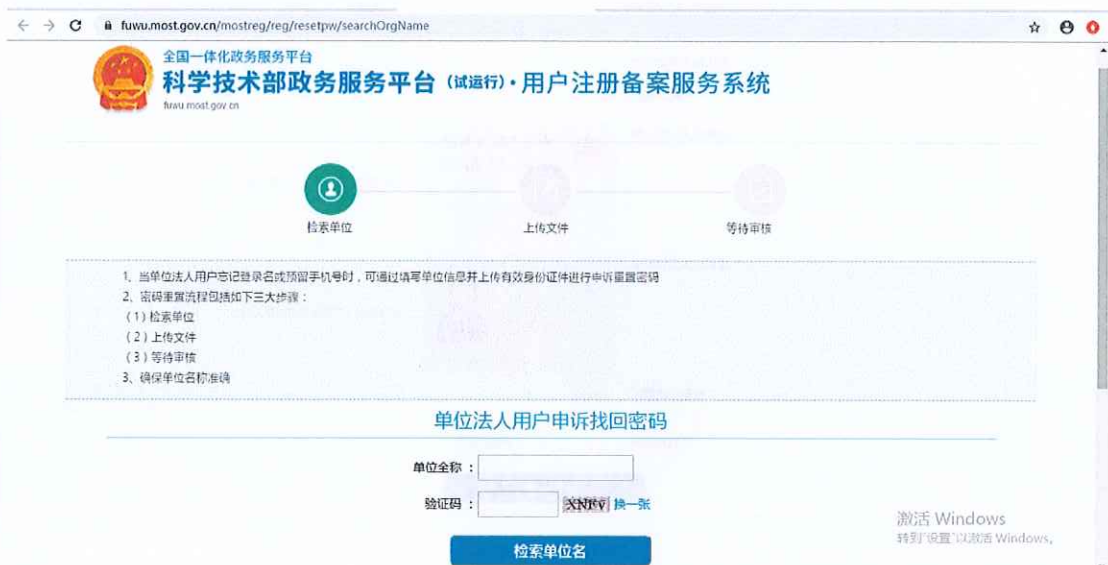 fuwu.most.gov.cn/mostreg/reg/resetpw/searchOrgName
全国一体化政务服务平台
科学技术部政务服务平台(试运行)·用户注册备案服务系统
fuwu.most.gov.cn
检索单位
上传文件
等待审核
1、当单位法人用户忘记登录名或预留手机号时，可通过填写单位信息并上传有效身份证件进行申诉重置密码
2、密码重置流程包括如下三大步骤：
(1)检索单位
(2)上传文件
(3)等待审核
3、确保单位名称准确
单位法人用户申诉找回密码
单位全称：
验证码： XNFV 换一张
检索单位名
激活 Windows
转到"设置"以激活 Windows。